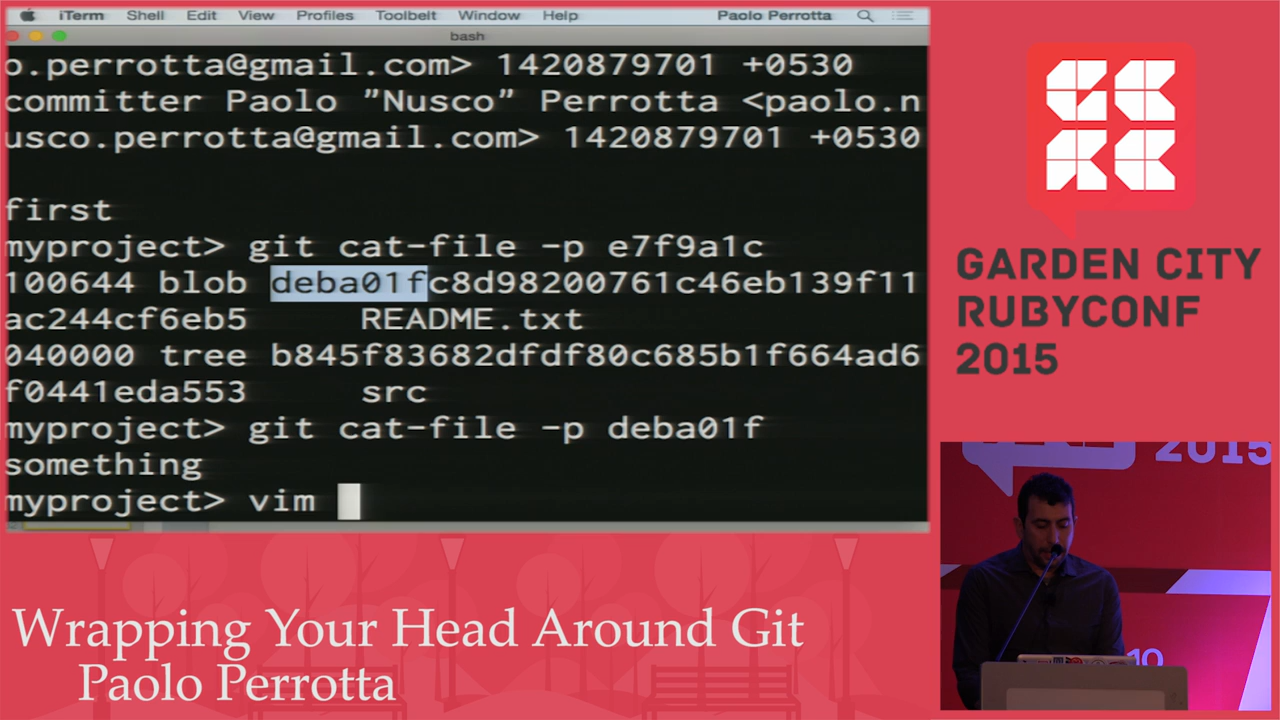 iTerm Shell Edit View Profiles Toolbelt Window Help Paolo Perrotta
bash
o.perrotta@gmail.com> 1420879701 +0530
committer Paolo "Nusco" Perrotta <paolo.n
usco.perrotta@gmail.com> 1420879701 +0530
first
myproject> git cat-file -p e7f9a1c
100644 blob deba01fc8d98200761c46eb139f11
ac244cf6eb5 README.txt
040000 tree b845f83682dfdf80c685b1f664ad6
f0441eda553 src
myproject> git cat-file -p deba01f
something
myproject> vim
GARDEN CITY
RUBYCONF
2015
2015
10
Wrapping Your Head Around Git
Paolo Perrotta